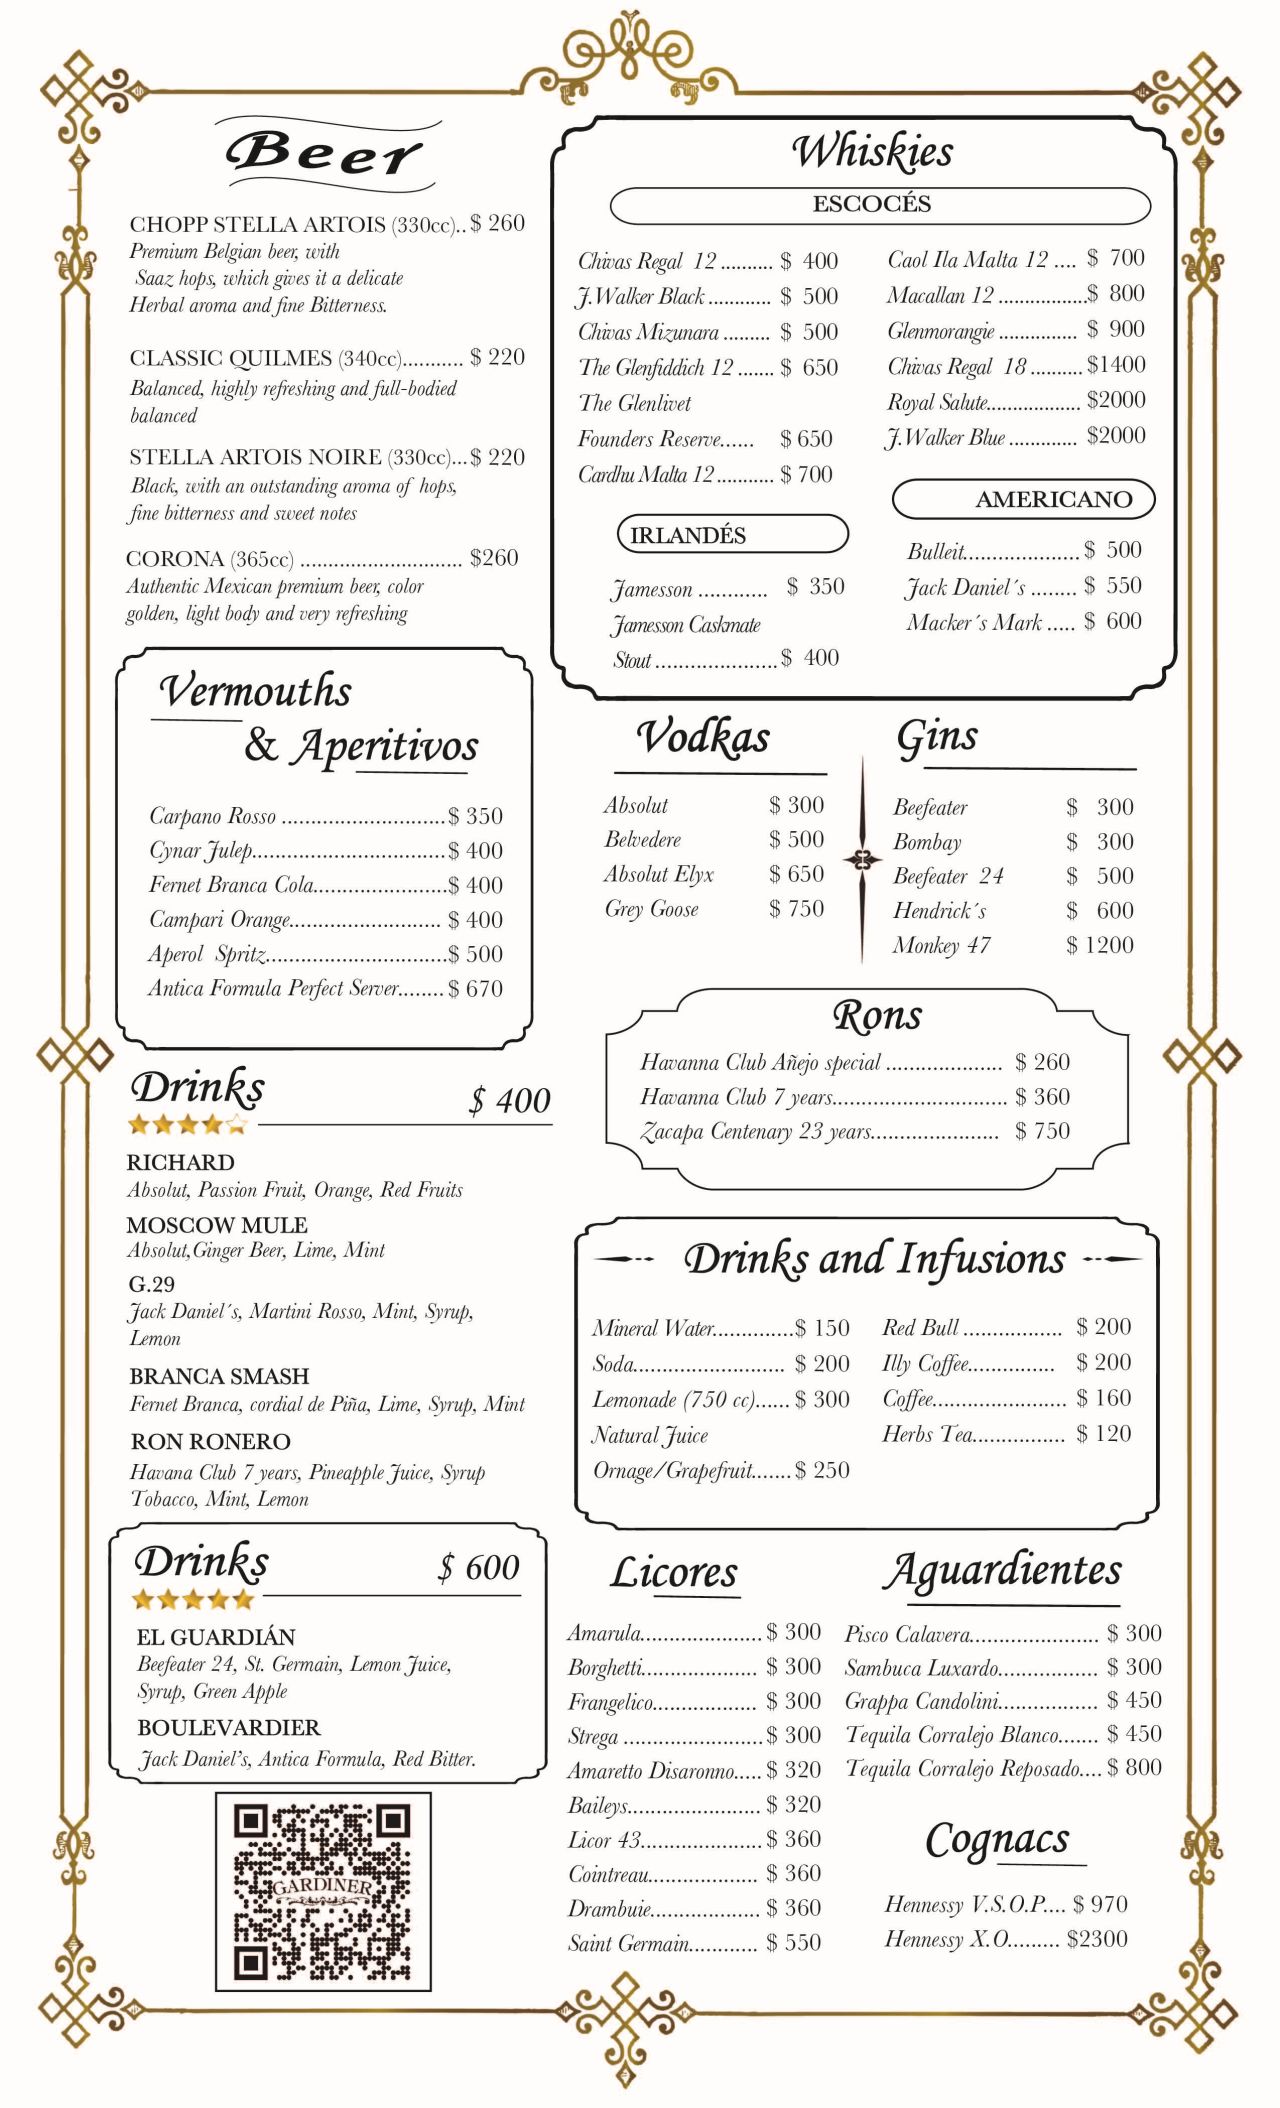 Beer
CHOPP STELLA ARTOIS (330cc)..$ 260
Premium Belgian beer, with
Saaz hops, which gives it a delicate
Herbal aroma and fine Bitterness.
CLASSIC QUILMES (340cc)........... $ 220
Balanced, highly refreshing and full-bodied
balanced
STELLA ARTOIS NOIRE (330cc)...$ 220
Black, with an outstanding aroma of hops,
fine bitterness and sweet notes
CORONA (365cc) ............................. $260
Authentic Mexican premium beer, color
golden, light body and very refreshing
Vermouths
& Aperitivos
Carpano Rosso ............................$ 350
Cynar Julep.................................$ 400
Fernet Branca Cola.......................$ 400
Campari Orange.......................... $ 400
Aperol Spritz...............................$ 500
Antica Formula Perfect Server........$ 670
Drinks $ 400
RICHARD
Absolut, Passion Fruit, Orange, Red Fruits
MOSCOW MULE
Absolut,Ginger Beer, Lime, Mint
G.29
Jack Daniel´s, Martini Rosso, Mint, Syrup,
Lemon
BRANCA SMASH
Fernet Branca, cordial de Piña, Lime, Syrup, Mint
RON RONERO
Havana Club 7 years, Pineapple Juice, Syrup
Tobacco, Mint, Lemon
Drinks $ 600
EL GUARDIÁN
Beefeater 24, St. Germain, Lemon Juice,
Syrup, Green Apple
BOULEVARDIER
Jack Daniel's, Antica Formula, Red Bitter.
GARDINER
Whiskies
ESCOCÉS
Chivas Regal 12 ......... $ 400
J.Walker Black ............ $ 500
Chivas Mizunara ......... $ 500
The Glenfiddich 12 ....... $ 650
The Glenlivet
Founders Reserve...... $ 650
Cardhu Malta 12........... $ 700
Caol Ila Malta 12 .... $ 700
Macallan 12 .................$ 800
Glenmorangie ............... $ 900
Chivas Regal 18 ..........$1400
Royal Salute.................. $2000
J.Walker Blue ............. $2000
IRLANDÉS
Jamesson ............ $ 350
Jamesson Caskmate
Stout .....................$ 400
AMERICANO
Bulleit....................$ 500
Jack Daniel´s ........ $ 550
Macker´s Mark ..... $ 600
Vodkas
Absolut $ 300
Belvedere $ 500
Absolut Elyx $ 650
Grey Goose $ 750
Gins
Beefeater $ 300
Bombay $ 300
Beefeater 24 $ 500
Hendrick´s $ 600
Monkey 47 $ 1200
Rons
Havanna Club Añejo special .................... $ 260
Havanna Club 7 years.............................. $ 360
Zacapa Centenary 23 years...................... $ 750
Drinks and Infusions
Mineral Water..............$ 150
Soda.......................... $ 200
Lemonade (750 cc)...... $ 300
Natural Juice
Ornage/Grapefruit.......$ 250
Red Bull ................. $ 200
Illy Coffee............... $ 200
Coffee....................... $ 160
Herbs Tea................ $ 120
Licores
Amarula.....................$ 300
Borghetti.................... $ 300
Frangelico.................. $ 300
Strega ........................$ 300
Amaretto Disaronno..... $ 320
Baileys....................... $ 320
Licor 43.....................$ 360
Cointreau................... $ 360
Drambuie................... $ 360
Saint Germain............ $ 550
Aguardientes
Pisco Calavera...................... $ 300
Sambuca Luxardo................. $ 300
Grappa Candolini................. $ 450
Tequila Corralejo Blanco....... $ 450
Tequila Corralejo Reposado.... $ 800
Cognacs
Hennessy V.S.O.P.... $ 970
Hennessy X.O......... $2300